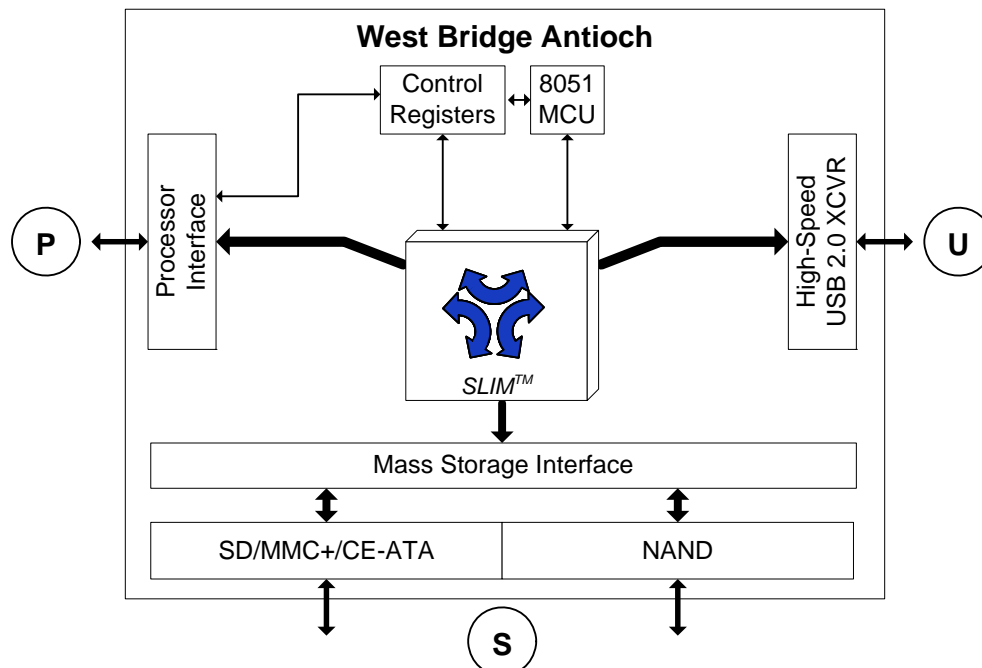 West Bridge Antioch
Control
Registers
8051
MCU
P
Processor
Interface
High-Speed
USB 2.0 XCVR
U
SLIM™
Mass Storage Interface
SD/MMC+/CE-ATA
NAND
S